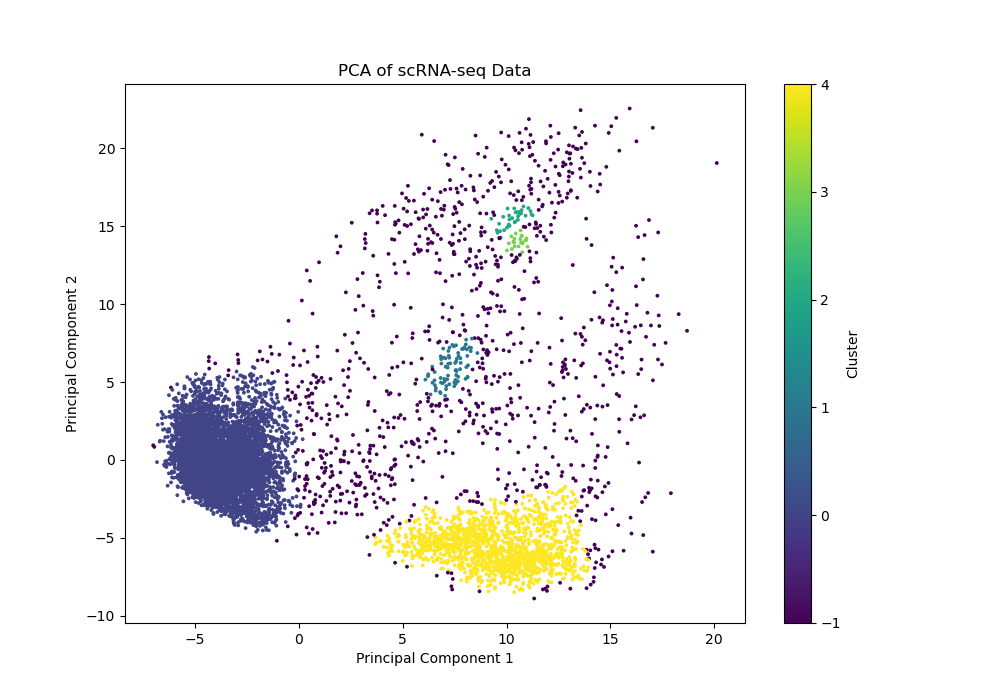 PCA of scRNA-seq Data
20
15
10
5
0
−5
−10
Principal Component 2
−5 0 5 10 15 20
Principal Component 1
4
3
2
1
0
−1
Cluster